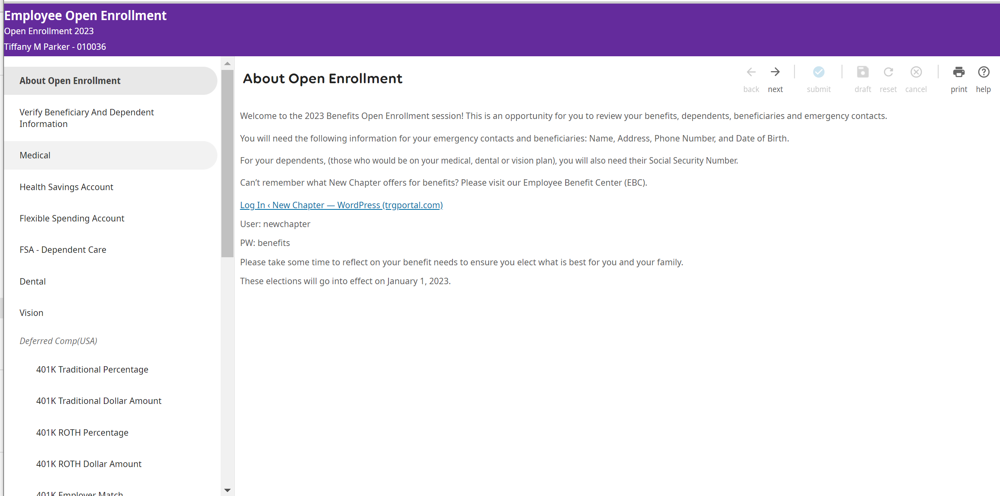 Employee Open Enrollment
Open Enrollment 2023
Tiffany M Parker - 010036
About Open Enrollment
Verify Beneficiary And Dependent
Information
Medical
Health Savings Account
Flexible Spending Account
FSA - Dependent Care
Dental
Vision
Deferred Comp(USA)
401K Traditional Percentage
401K Traditional Dollar Amount
401K ROTH Percentage
401K ROTH Dollar Amount
401K Employer Match
About Open Enrollment
back next submit draft reset cancel print help
Welcome to the 2023 Benefits Open Enrollment session! This is an opportunity for you to review your benefits, dependents, beneficiaries and emergency contacts.
You will need the following information for your emergency contacts and beneficiaries: Name, Address, Phone Number, and Date of Birth.
For your dependents, (those who would be on your medical, dental or vision plan), you will also need their Social Security Number.
Can’t remember what New Chapter offers for benefits? Please visit our Employee Benefit Center (EBC).
Log In ‹ New Chapter — WordPress (trgportal.com)
User: newchapter
PW: benefits
Please take some time to reflect on your benefit needs to ensure you elect what is best for you and your family.
These elections will go into effect on January 1, 2023.